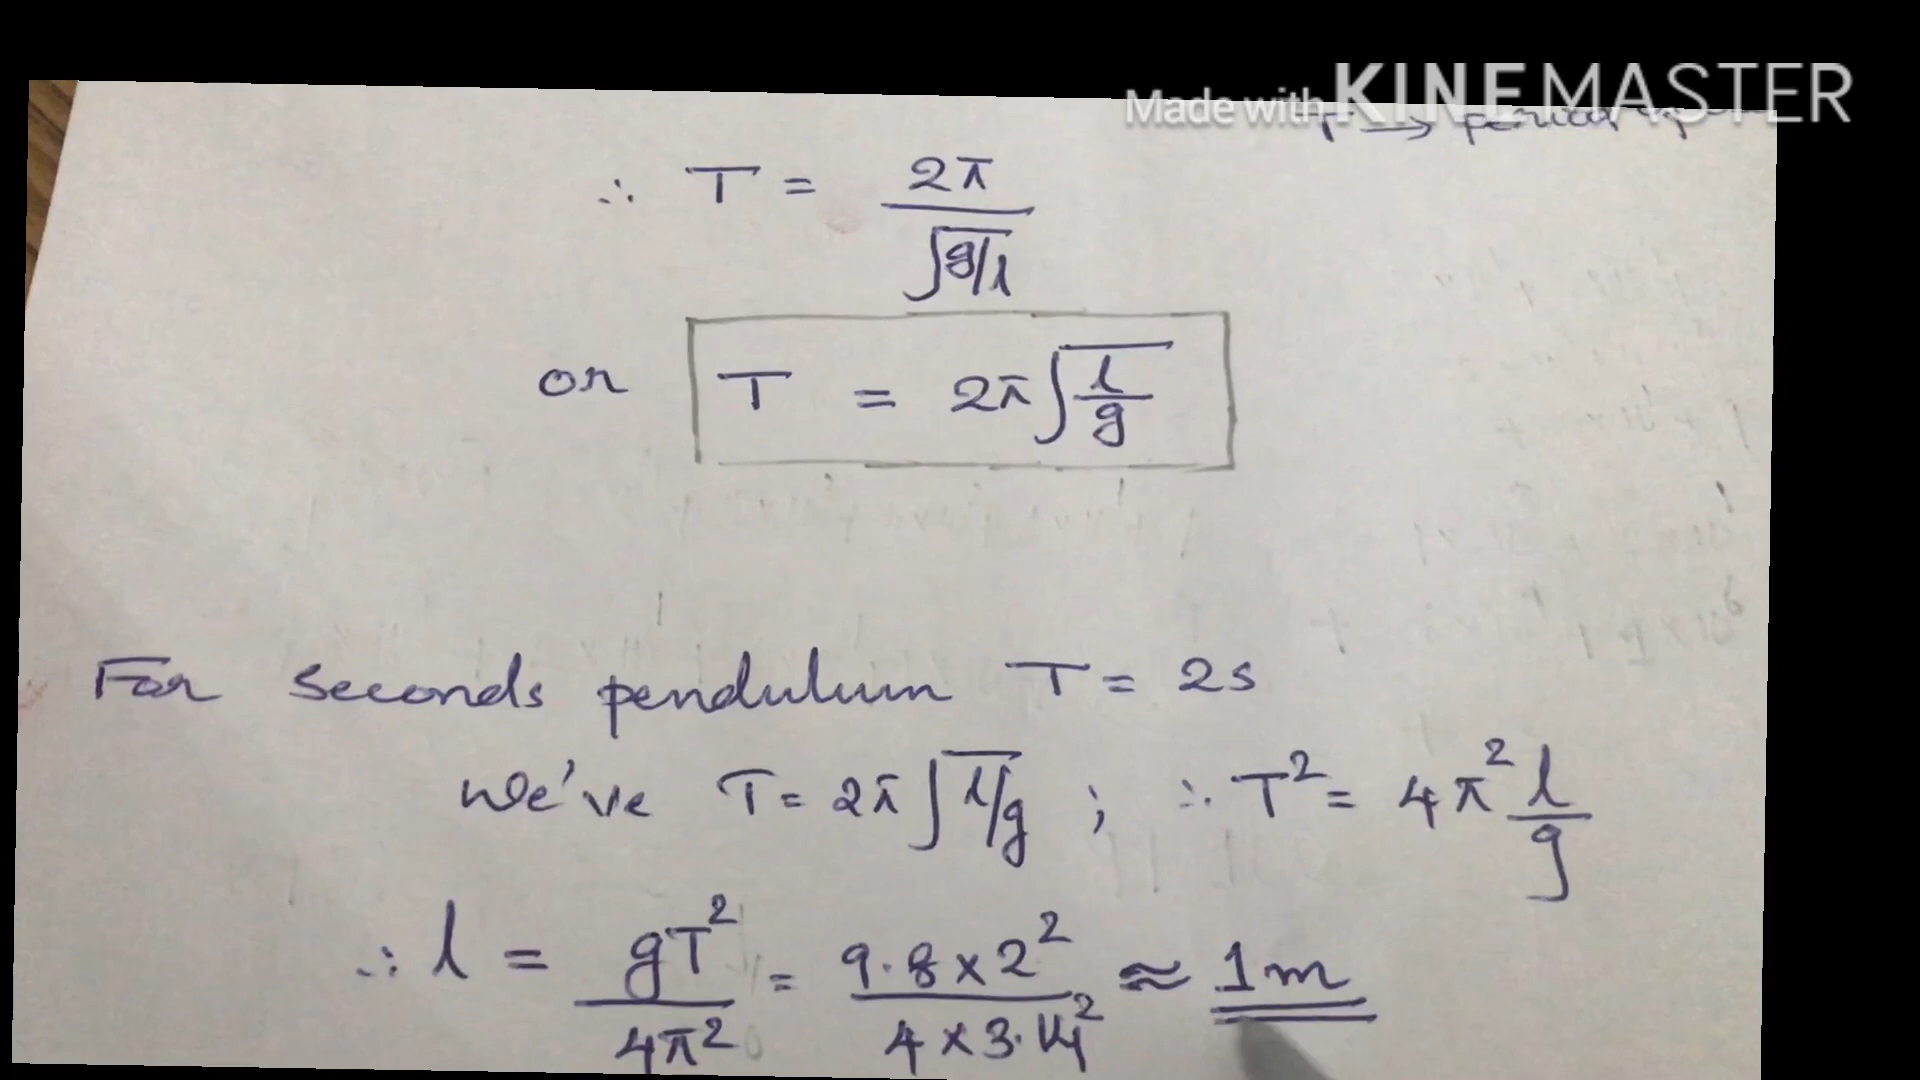 Made with KINEMASTER
T → period
∴ T = 2π / √g/l
or T = 2π √l/g
For Seconds pendulum T = 2s
We've T = 2π √l/g ; ∴ T² = 4π² l/g
∴ l = gT² / 4π² = 9.8 × 2² / 4 × 3.14² ≈ 1m